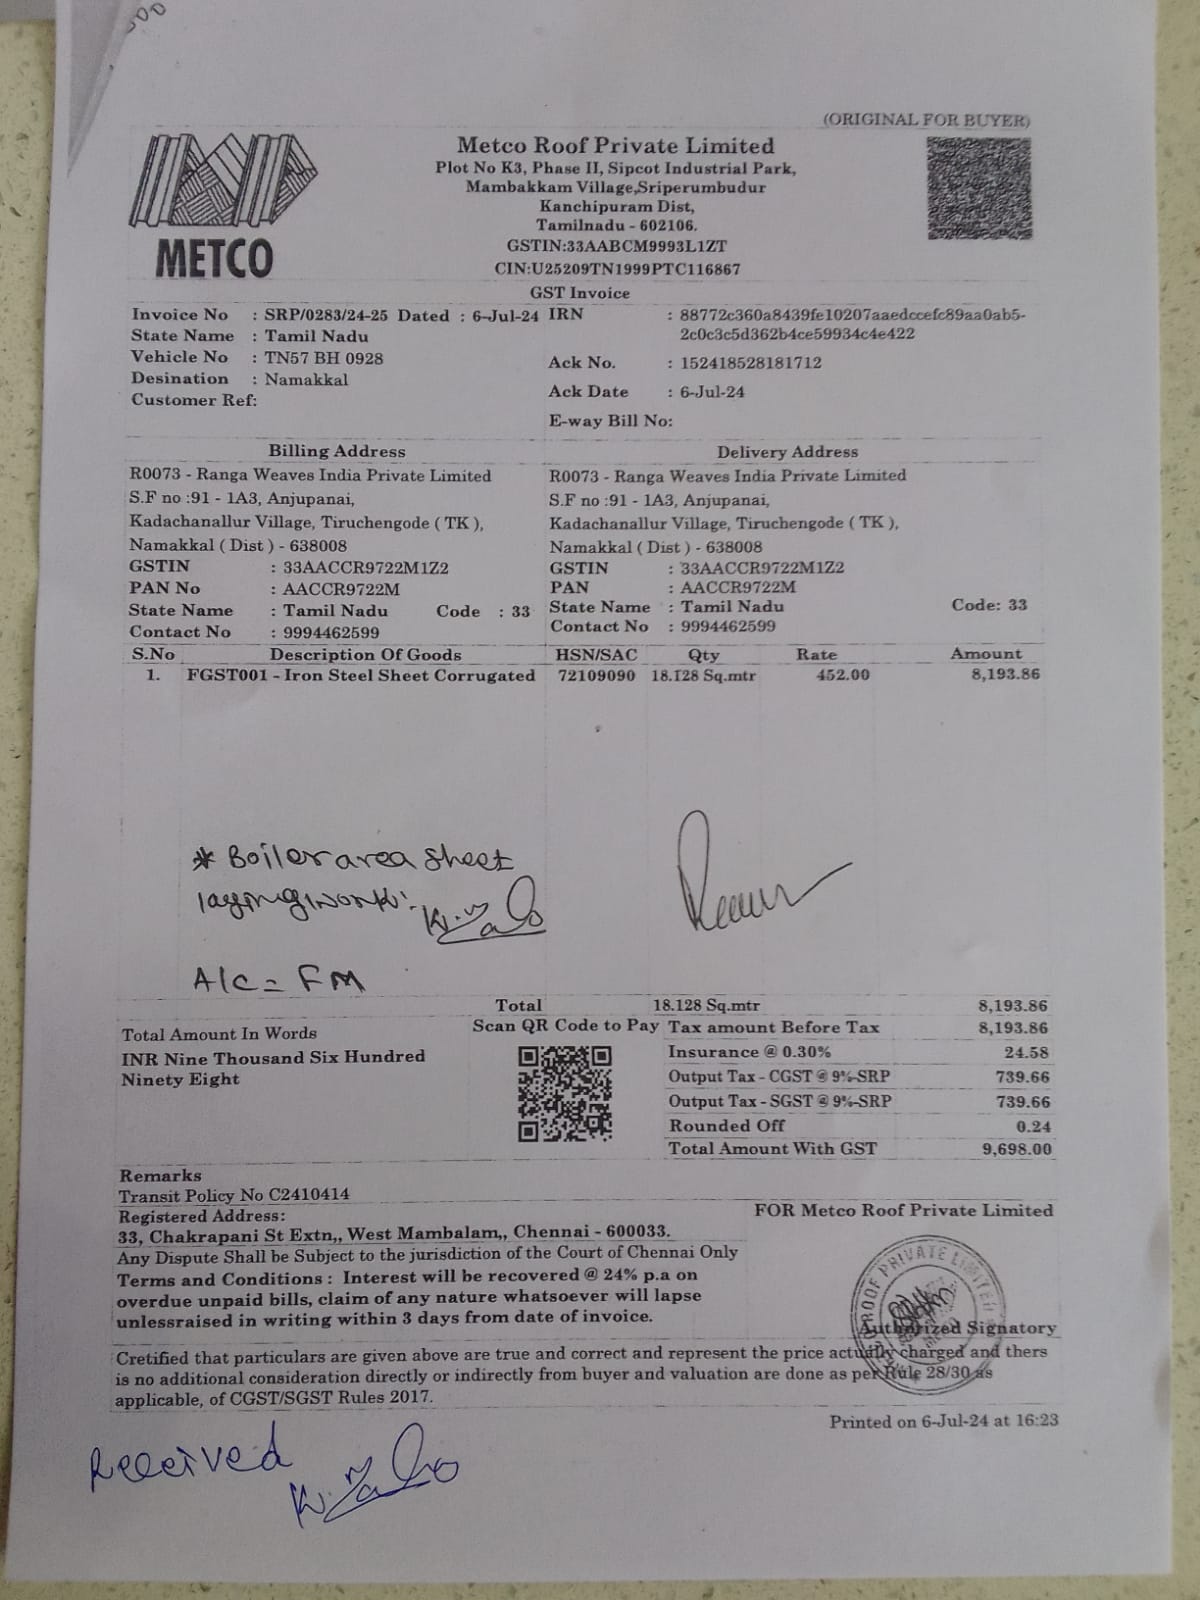 (ORIGINAL FOR BUYER)
METCO
Metco Roof Private Limited
Plot No K3, Phase II, Sipcot Industrial Park,
Mambakkam Village,Sriperumbudur
Kanchipuram Dist,
Tamilnadu - 602106.
GSTIN:33AABCM9993L1ZT
CIN:U25209TN1999PTC116867
GST Invoice
Invoice No : SRP/0283/24-25 Dated : 6-Jul-24
State Name : Tamil Nadu
Vehicle No : TN57 BH 0928
Desination : Namakkal
Customer Ref:
IRN : 88772c360a8439fe10207aaedccefc89aa0ab5-
2c0c3c5d362b4ce59934c4e422
Ack No. : 152418528181712
Ack Date : 6-Jul-24
E-way Bill No:
Billing Address
R0073 - Ranga Weaves India Private Limited
S.F no :91 - 1A3, Anjupanai,
Kadachanallur Village, Tiruchengode ( TK ),
Namakkal ( Dist ) - 638008
GSTIN : 33AACCR9722M1Z2
PAN No : AACCR9722M
State Name : Tamil Nadu Code : 33
Contact No : 9994462599
Delivery Address
R0073 - Ranga Weaves India Private Limited
S.F no :91 - 1A3, Anjupanai,
Kadachanallur Village, Tiruchengode ( TK ),
Namakkal ( Dist ) - 638008
GSTIN : 33AACCR9722M1Z2
PAN : AACCR9722M
State Name : Tamil Nadu Code: 33
Contact No : 9994462599
S.No Description Of Goods HSN/SAC Qty Rate Amount
1. FGST001 - Iron Steel Sheet Corrugated 72109090 18.128 Sq.mtr 452.00 8,193.86
* Boiler area sheet
laying work.
A/C = FM
Total 18.128 Sq.mtr 8,193.86
Total Amount In Words
INR Nine Thousand Six Hundred
Ninety Eight
Scan QR Code to Pay
Tax amount Before Tax 8,193.86
Insurance @ 0.30% 24.58
Output Tax - CGST @ 9%-SRP 739.66
Output Tax - SGST @ 9%-SRP 739.66
Rounded Off 0.24
Total Amount With GST 9,698.00
Remarks
Transit Policy No C2410414
Registered Address:
33, Chakrapani St Extn,, West Mambalam,, Chennai - 600033.
Any Dispute Shall be Subject to the jurisdiction of the Court of Chennai Only
Terms and Conditions : Interest will be recovered @ 24% p.a on
overdue unpaid bills, claim of any nature whatsoever will lapse
unlessraised in writing within 3 days from date of invoice.
FOR Metco Roof Private Limited
ROOF PRIVATE LIMITED
Authorized Signatory
Cretified that particulars are given above are true and correct and represent the price actually charged and thers
is no additional consideration directly or indirectly from buyer and valuation are done as per Rule 28/30 as
applicable, of CGST/SGST Rules 2017.
Printed on 6-Jul-24 at 16:23
Received